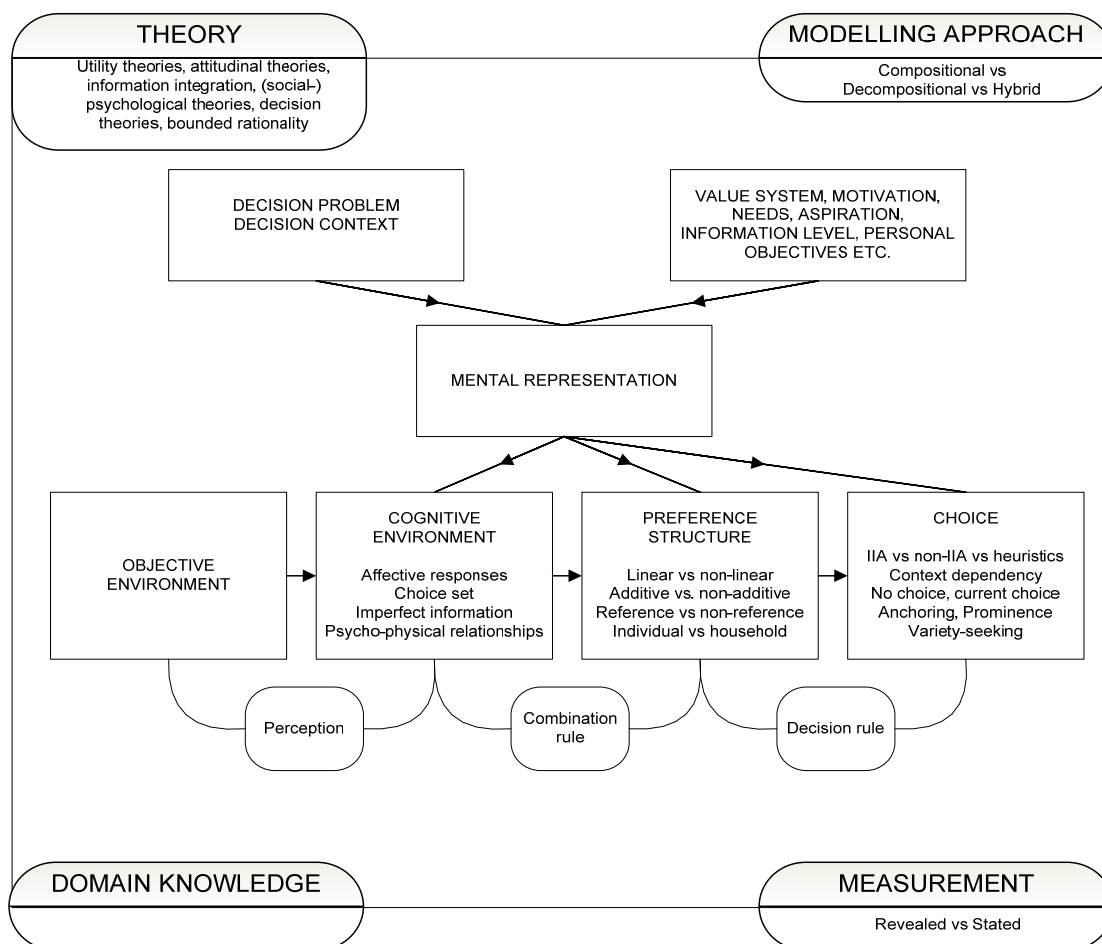 THEORY
Utility theories, attitudinal theories,
information integration, (social-)
psychological theories, decision
theories, bounded rationality
MODELLING APPROACH
Compositional vs
Decompositional vs Hybrid
DECISION PROBLEM
DECISION CONTEXT
VALUE SYSTEM, MOTIVATION,
NEEDS, ASPIRATION,
INFORMATION LEVEL, PERSONAL
OBJECTIVES ETC.
MENTAL REPRESENTATION
OBJECTIVE
ENVIRONMENT
COGNITIVE
ENVIRONMENT
Affective responses
Choice set
Imperfect information
Psycho-physical relationships
PREFERENCE
STRUCTURE
Linear vs non-linear
Additive vs. non-additive
Reference vs non-reference
Individual vs household
CHOICE
IIA vs non-IIA vs heuristics
Context dependency
No choice, current choice
Anchoring, Prominence
Variety-seeking
Perception
Combination
rule
Decision rule
DOMAIN KNOWLEDGE
MEASUREMENT
Revealed vs Stated